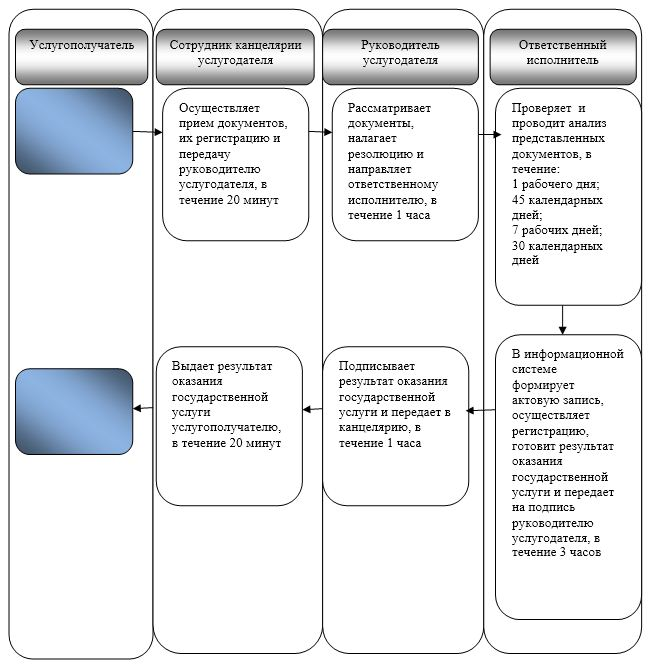 Услугополучатель
Сотрудник канцелярии
услугодателя
Руководитель
услугодателя
Ответственный
исполнитель
Осуществляет
прием документов,
их регистрацию и
передачу
руководителю
услугодателя, в
течение 20 минут
Рассматривает
документы,
налагает
резолюцию и
направляет
ответственному
исполнителю, в
течение 1 часа
Проверяет и
проводит анализ
представленных
документов, в
течение:
1 рабочего дня;
45 календарных
дней;
7 рабочих дней;
30 календарных
дней
В информационной
системе
формирует
актовую запись,
осуществляет
регистрацию,
готовит результат
оказания
государственной
услуги и передает
на подпись
руководителю
услугодателя, в
течение 3 часов
Подписывает
результат оказания
государственной
услуги и передает в
канцелярию, в
течение 1 часа
Выдает результат
оказания
государственной
услуги
услугополучателю,
в течение 20 минут